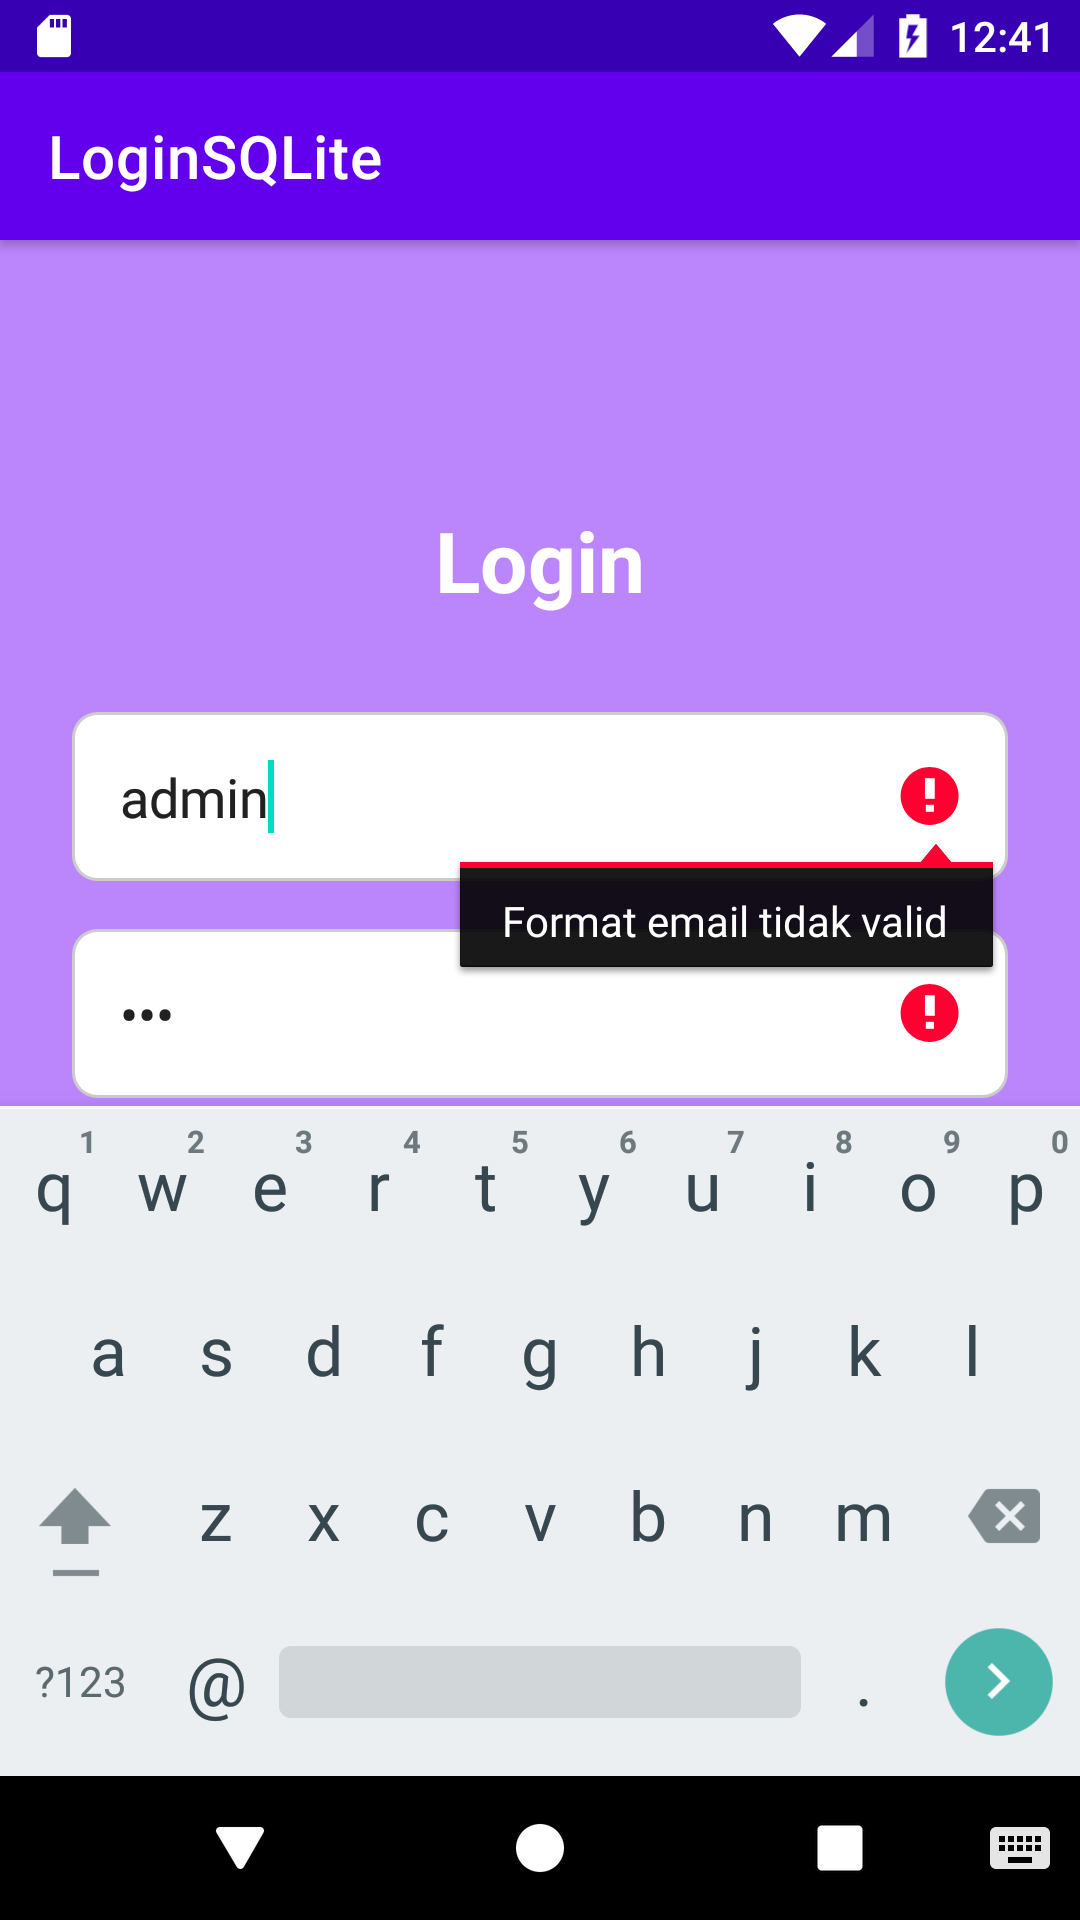 12:41
LoginSQLite
Login
admin
Format email tidak valid
•••
1 2 3 4 5 6 7 8 9 0
q w e r t y u i o p
a s d f g h j k l
z x c v b n m
?123 @ .